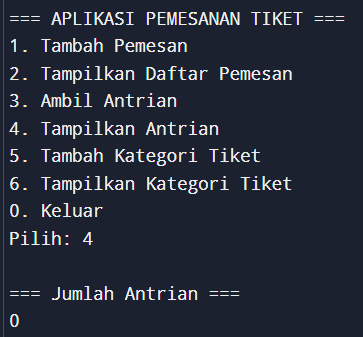 === APLIKASI PEMESANAN TIKET ===
1. Tambah Pemesan
2. Tampilkan Daftar Pemesan
3. Ambil Antrian
4. Tampilkan Antrian
5. Tambah Kategori Tiket
6. Tampilkan Kategori Tiket
0. Keluar
Pilih: 4

=== Jumlah Antrian ===
0